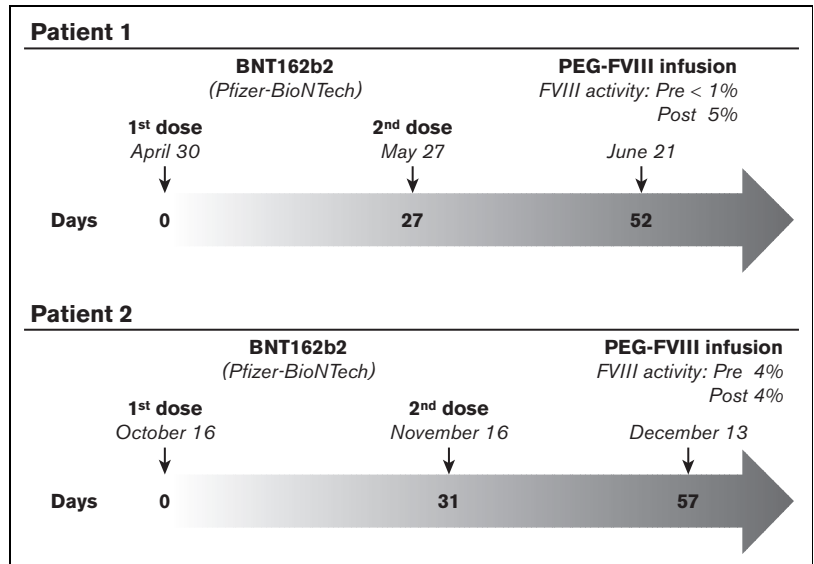 Patient 1
BNT162b2
(Pfizer-BioNTech)
PEG-FVIII infusion
FVIII activity: Pre < 1%
Post 5%
1st dose
April 30
2nd dose
May 27
June 21
Days 0 27 52
Patient 2
BNT162b2
(Pfizer-BioNTech)
PEG-FVIII infusion
FVIII activity: Pre 4%
Post 4%
1st dose
October 16
2nd dose
November 16
December 13
Days 0 31 57